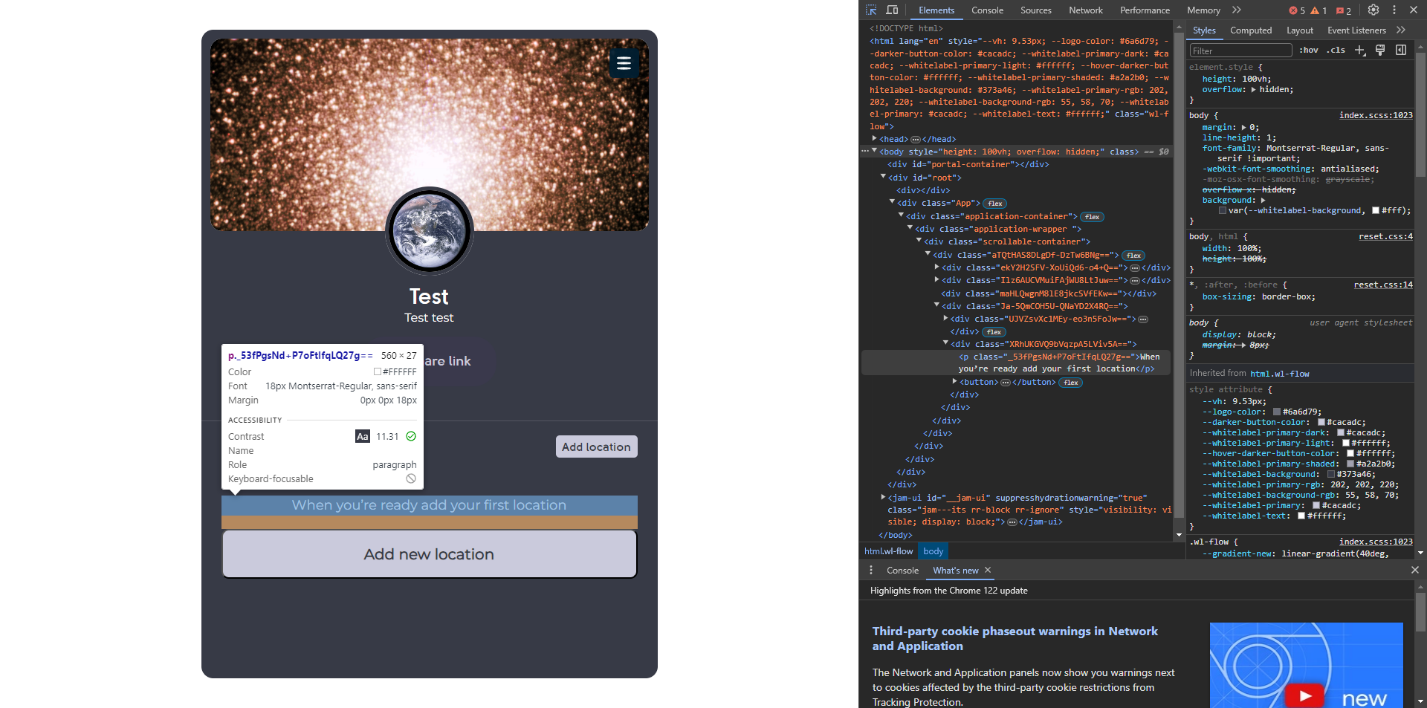 Test
Test test
are link
p._53fPgsNd+P7oFtIfqLQ27g== 560 × 27
Color #FFFFFF
Font 18px Montserrat-Regular, sans-serif
Margin 0px 0px 18px
ACCESSIBILITY
Contrast Aa 11.31
Name
Role paragraph
Keyboard-focusable
Add location
When you're ready add your first location
Add new location
Elements Console Sources Network Performance Memory 5 1 2
<!DOCTYPE html>
<html lang="en" style="--vh: 9.53px; --logo-color: #6a6d79; -
-darker-button-color: #cacadc; --whitelabel-primary-dark: #ca
cadc; --whitelabel-primary-light: #ffffff; --hover-darker-but
ton-color: #ffffff; --whitelabel-primary-shaded: #a2a2b0; --w
hitelabel-background: #373a46; --whitelabel-primary-rgb: 202,
202, 220; --whitelabel-background-rgb: 55, 58, 70; --whitelab
el-primary: #cacadc; --whitelabel-text: #ffffff;" class="wl-f
low">
<head> … </head>
<body style="height: 100vh; overflow: hidden;" class> == $0
<div id="portal-container"></div>
<div id="root">
<div></div>
<div class="App"> flex
<div class="application-container"> flex
<div class="application-wrapper ">
<div class="scrollable-container">
<div class="aTQtHAS8DLgDf-DzTw6BNg=="> flex
<div class="ekY2H2SFV-XoUiQd6-o4+Q=="> … </div>
<div class="Ilz6AUCVMuiFAjWU8LtJuw=="> … </div>
<div class="maHLQwgnM8lE8jkcSVfEKw=="></div>
<div class="Ja-5QmCOH5U-QNaYD2X4RQ==">
<div class="UJVZsvXc1MEy-eo3n5FoJw=="> …
</div> flex
<div class="XRhUKGVQ9bVqzpA5LViv5A==">
<p class="_53fPgsNd+P7oFtIfqLQ27g==">When
you're ready add your first location</p>
<button> … </button> flex
</div>
</div>
</div>
</div>
</div>
</div>
</div>
</div>
<jam-ui id="__jam-ui" suppresshydrationwarning="true"
class="jam---its rr-block rr-ignore" style="visibility: vi
sible; display: block;"> … </jam-ui>
</body>
html.wl-flow body
Styles Computed Layout Event Listeners
Filter :hov .cls
element.style {
height: 100vh;
overflow: hidden;
}
body { index.scss:1023
margin: 0;
line-height: 1;
font-family: Montserrat-Regular, sans-
serif !important;
-webkit-font-smoothing: antialiased;
-moz-osx-font-smoothing: grayscale;
overflow-x: hidden;
background:
var(--whitelabel-background, #fff);
}
body, html { reset.css:4
width: 100%;
height: 100%;
}
*, :after, :before { reset.css:14
box-sizing: border-box;
}
body { user agent stylesheet
display: block;
margin: 8px;
}
Inherited from html.wl-flow
style attribute {
--vh: 9.53px;
--logo-color: #6a6d79;
--darker-button-color: #cacadc;
--whitelabel-primary-dark: #cacadc;
--whitelabel-primary-light: #ffffff;
--hover-darker-button-color: #ffffff;
--whitelabel-primary-shaded: #a2a2b0;
--whitelabel-background: #373a46;
--whitelabel-primary-rgb: 202, 202, 220;
--whitelabel-background-rgb: 55, 58, 70;
--whitelabel-primary: #cacadc;
--whitelabel-text: #ffffff;
}
.wl-flow { index.scss:1023
--gradient-new: linear-gradient(40deg,
Console What's new
Highlights from the Chrome 122 update
Third-party cookie phaseout warnings in Network
and Application
The Network and Application panels now show you warnings next
to cookies affected by the third-party cookie restrictions from
Tracking Protection.
new